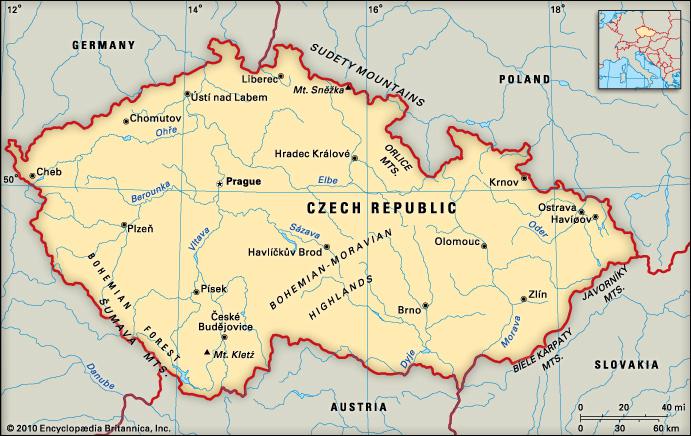 12°
14°
16°
18°
GERMANY
SUDETY MOUNTAINS
POLAND
Liberec
Mt. Sněžka
Ústí nad Labem
Chomutov
Ohře
Hradec Králové
ORLICE
MTS.
Cheb
50°
Berounka
Prague
Elbe
Krnov
CZECH REPUBLIC
Ostrava
Havíøov
Plzeň
Vltava
Sázava
Oder
Havlíčkův Brod
Olomouc
BOHEMIAN-MORAVIAN
HIGHLANDS
BOHEMIAN FOREST
ŠUMAVA MTS.
Písek
České
Budějovice
Mt. Kletž
Brno
Zlín
JAVORNÍKY
MTS.
Morava
Dyje
BIELE KARPATY
MTS.
Danube
SLOVAKIA
AUSTRIA
0 20 40 mi
0 30 60 km
© 2010 Encyclopædia Britannica, Inc.